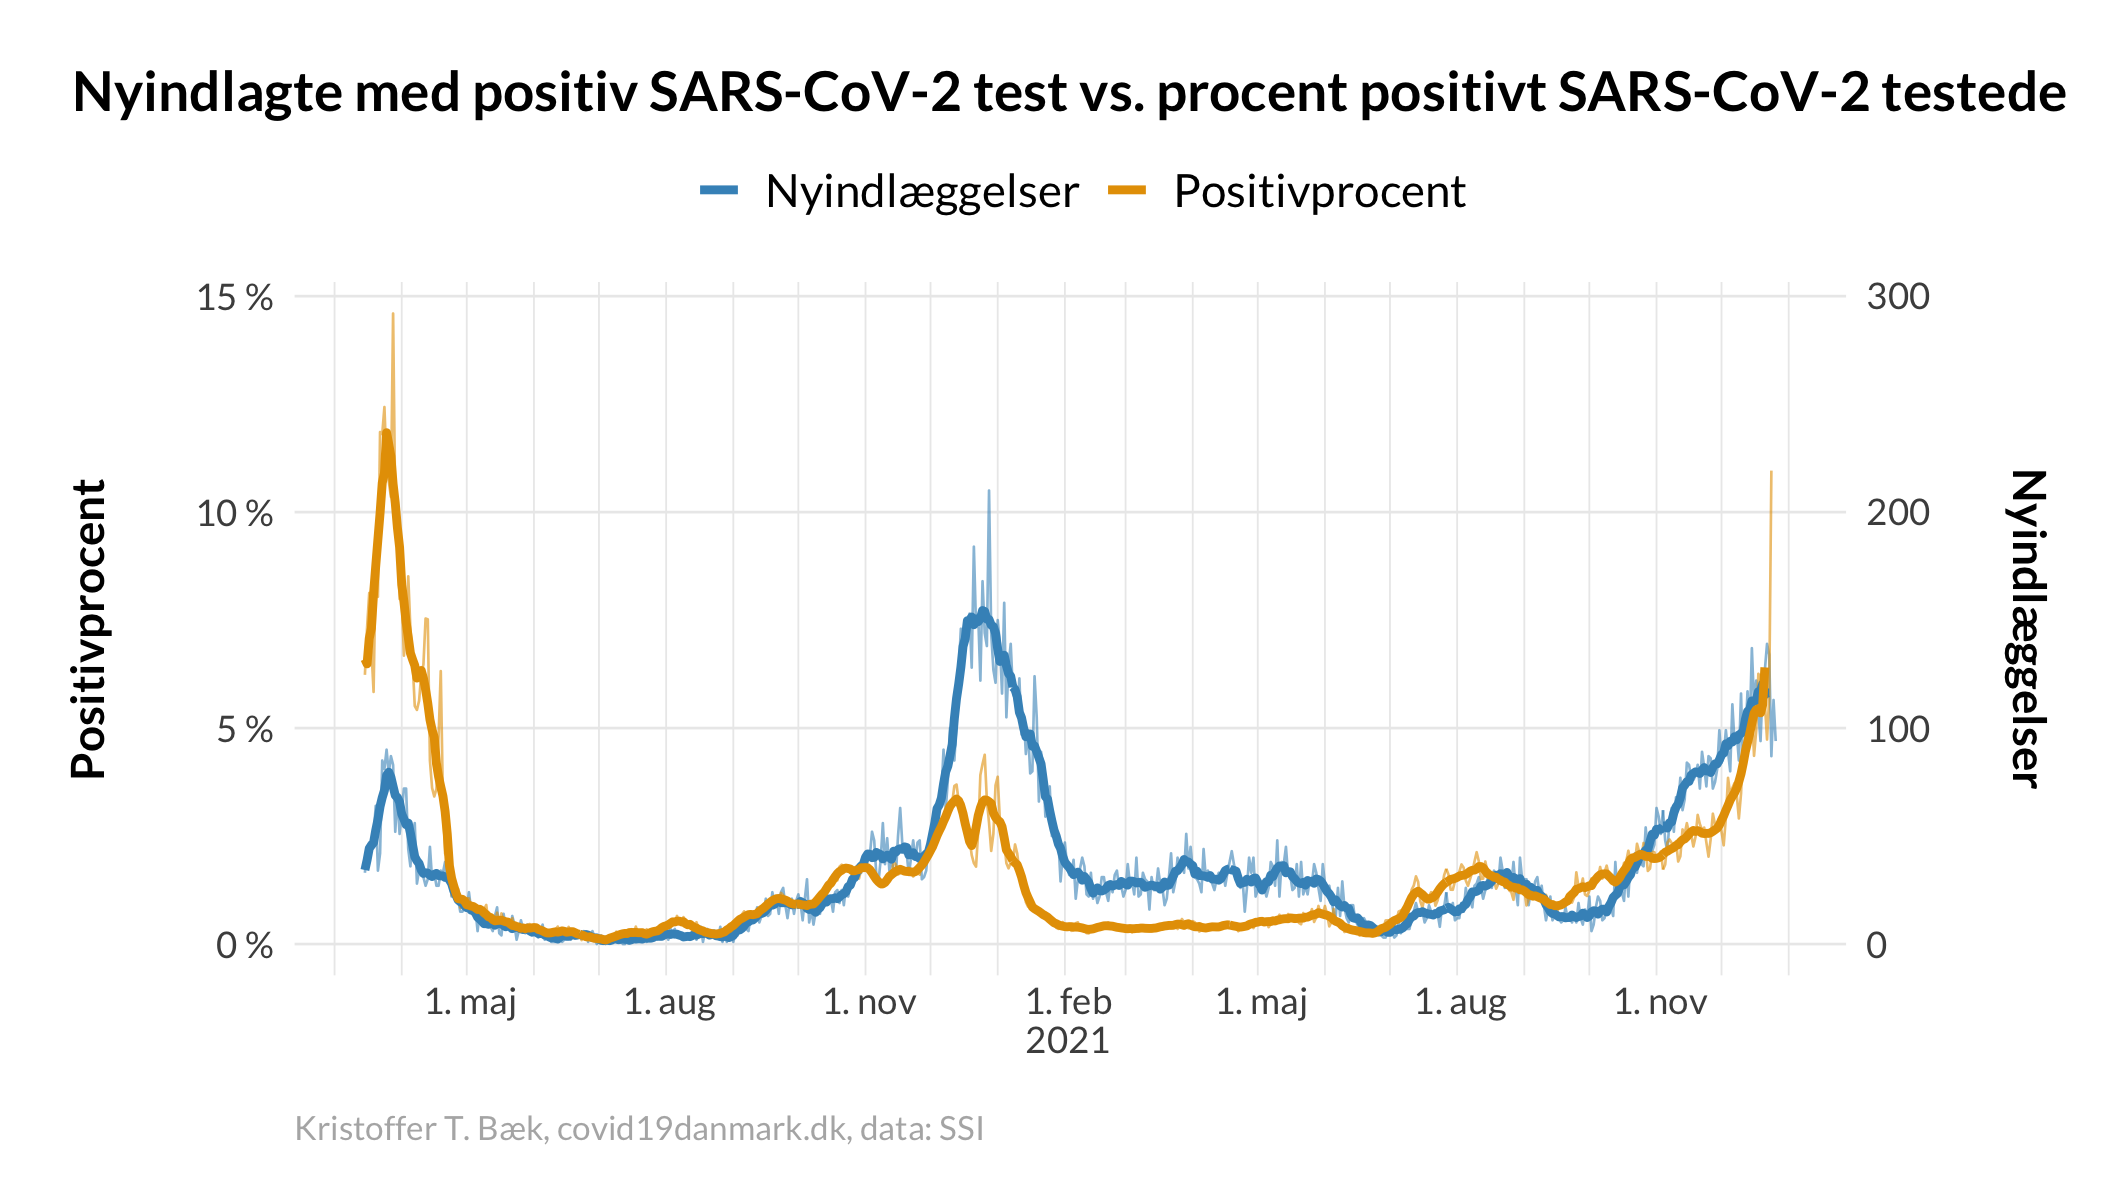 Nyindlagte med positiv SARS-CoV-2 test vs. procent positivt SARS-CoV-2 testede
Nyindlæggelser Positivprocent
Positivprocent
15 %
10 %
5 %
0 %
300
200
100
0
Nyindlæggelser
1. maj 1. aug 1. nov 1. feb 1. maj 1. aug 1. nov
2021
Kristoffer T. Bæk, covid19danmark.dk, data: SSI